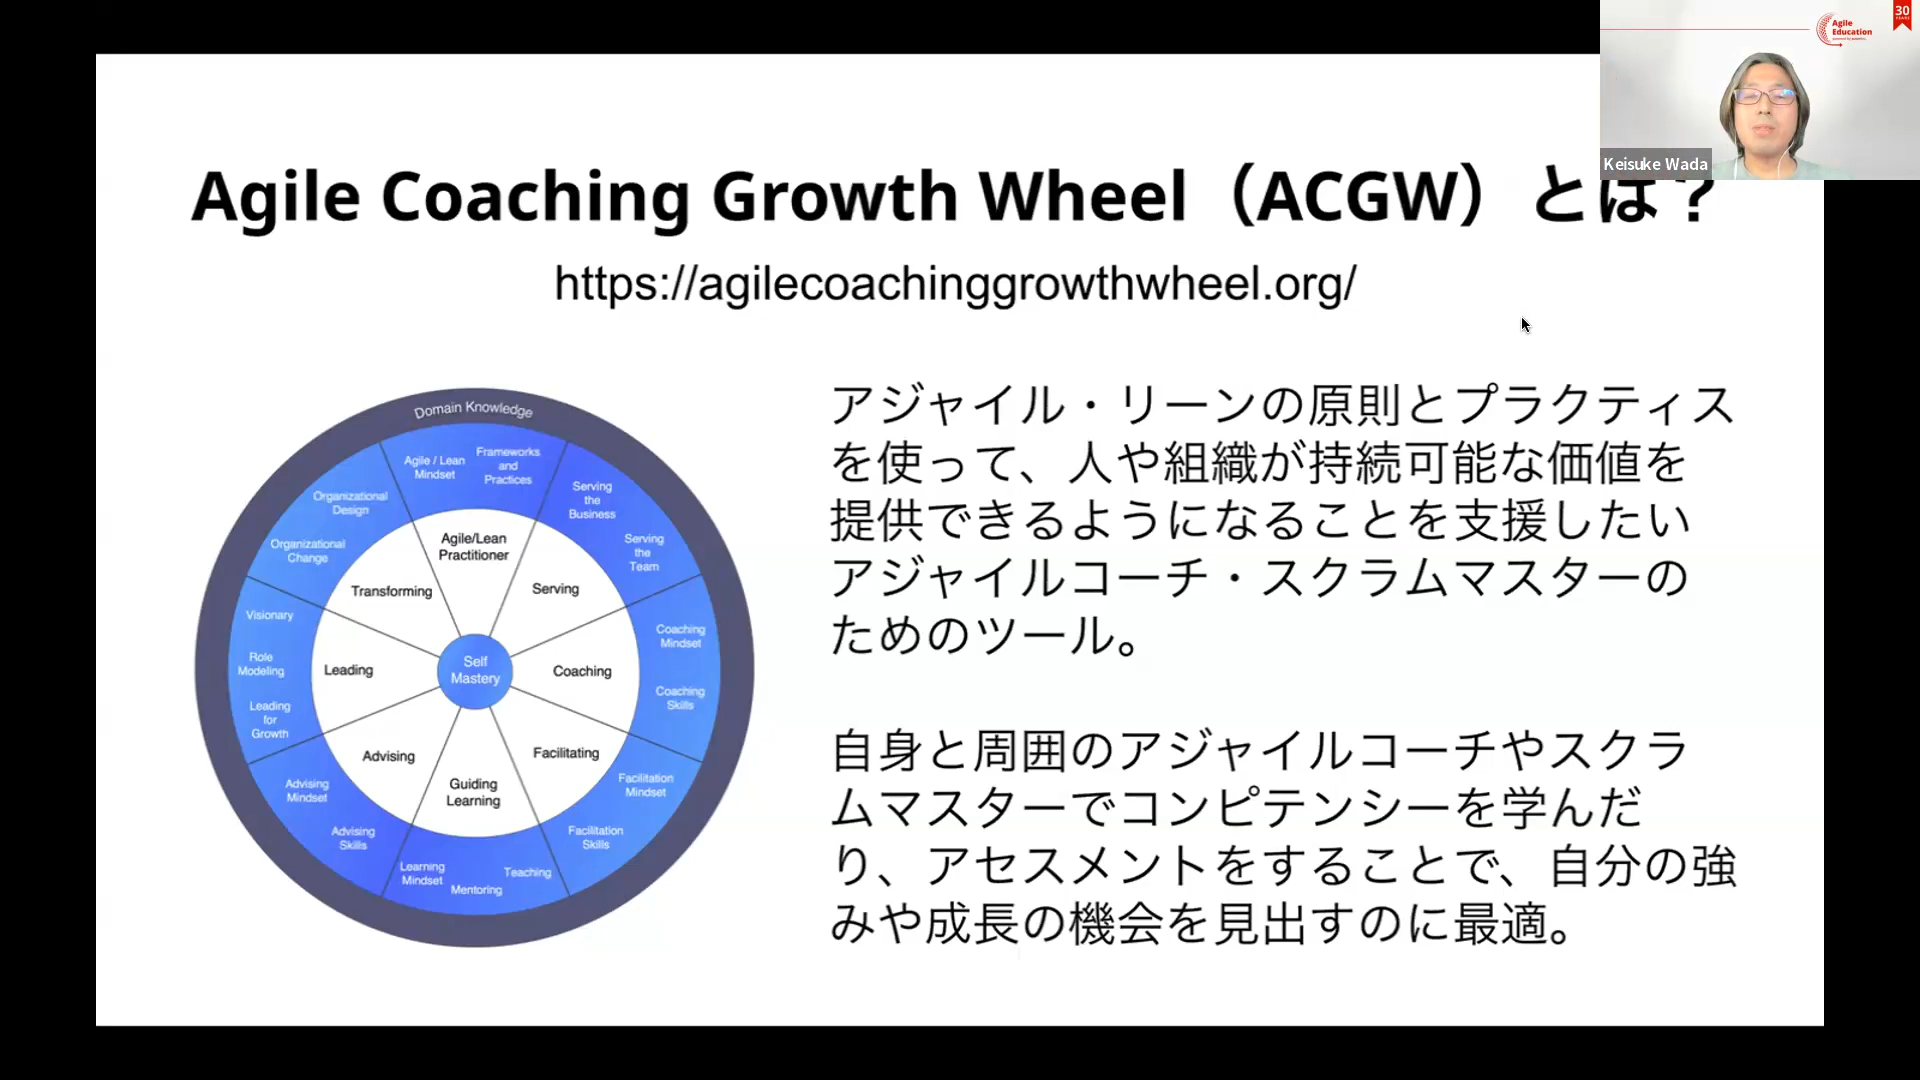 30
YEARS
Agile
Education
Keisuke Wada
Agile Coaching Growth Wheel（ACGW）とは？
https://agilecoachinggrowthwheel.org/
アジャイル・リーンの原則とプラクティス
を使って、人や組織が持続可能な価値を
提供できるようになることを支援したい
アジャイルコーチ・スクラムマスターの
ためのツール。
自身と周囲のアジャイルコーチやスクラ
ムマスターでコンピテンシーを学んだ
り、アセスメントをすることで、自分の強
みや成長の機会を見出すのに最適。
Domain Knowledge
Agile / Lean
Mindset
Frameworks
and
Practices
Serving
the
Business
Serving
the
Team
Coaching
Mindset
Coaching
Skills
Facilitation
Mindset
Facilitation
Skills
Teaching
Mentoring
Learning
Mindset
Advising
Skills
Advising
Mindset
Leading
for
Growth
Role
Modeling
Visionary
Organizational
Change
Organizational
Design
Agile/Lean
Practitioner
Serving
Coaching
Facilitating
Guiding
Learning
Advising
Leading
Transforming
Self
Mastery